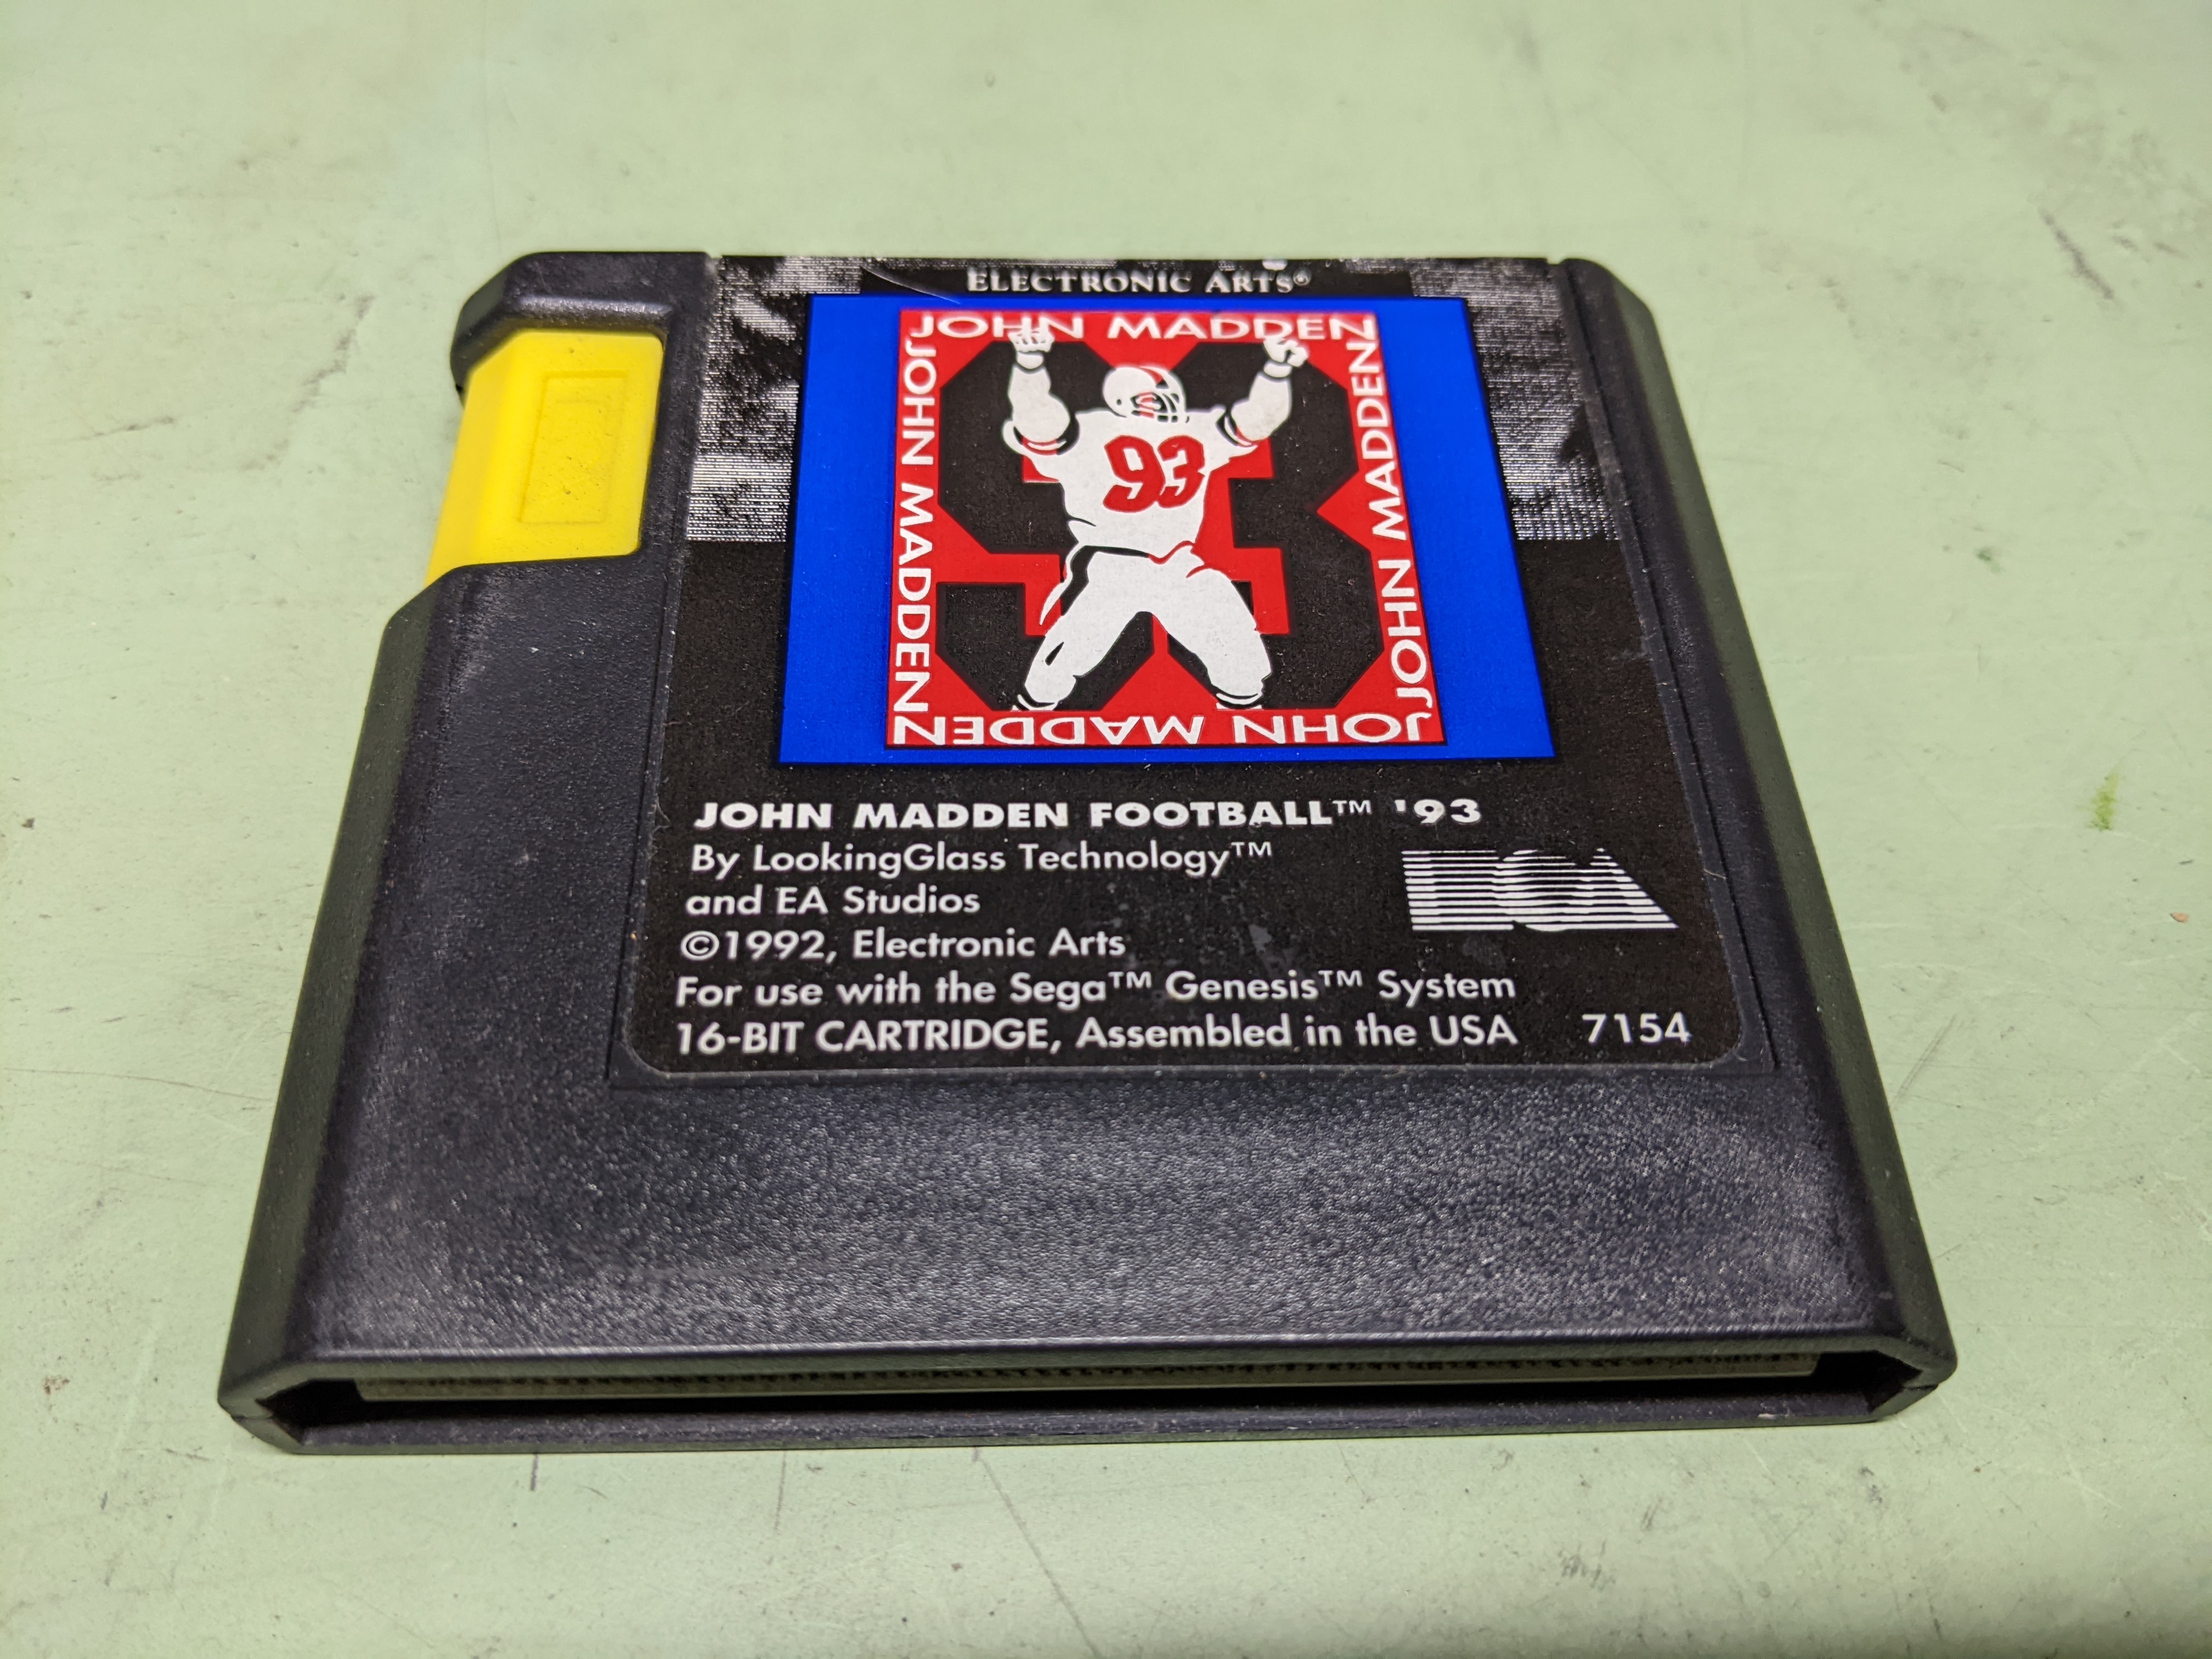 ELECTRONIC ARTS®
JOHN MADDEN
JOHN MADDEN
JOHN MADDEN
JOHN MADDEN
93
93
JOHN MADDEN FOOTBALL™ '93
By LookingGlass Technology™
and EA Studios
©1992, Electronic Arts
For use with the Sega™ Genesis™ System
16-BIT CARTRIDGE, Assembled in the USA 7154
EA